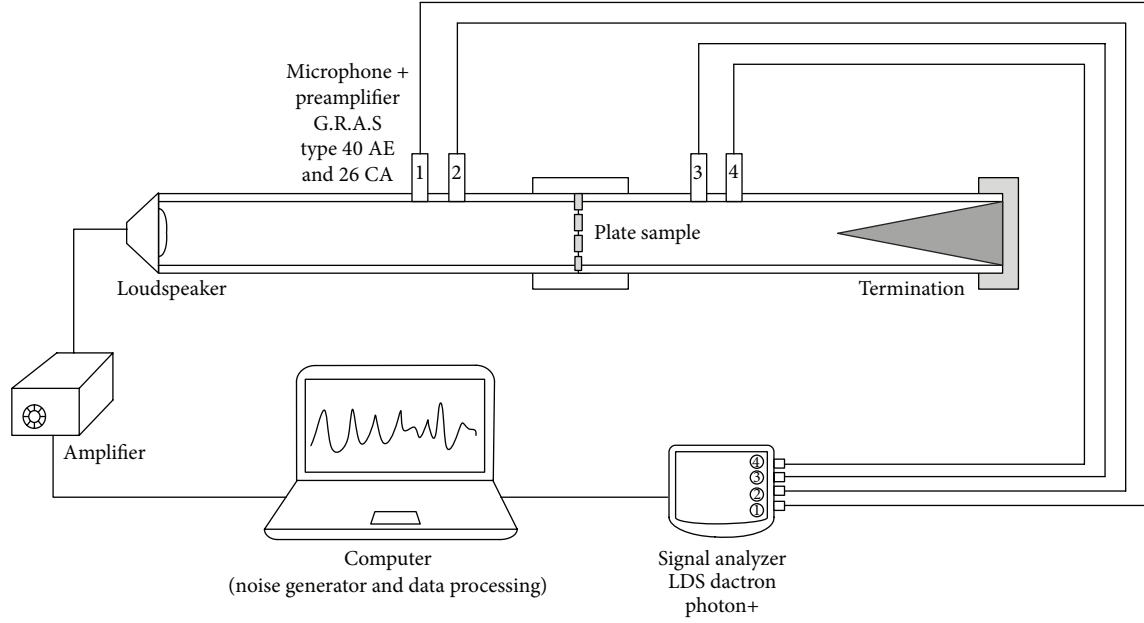 Microphone +
preamplifier
G.R.A.S
type 40 AE
and 26 CA
1
2
3
4
Plate sample
Loudspeaker
Termination
Amplifier
4
3
2
1
Computer
(noise generator and data processing)
Signal analyzer
LDS dactron
photon+